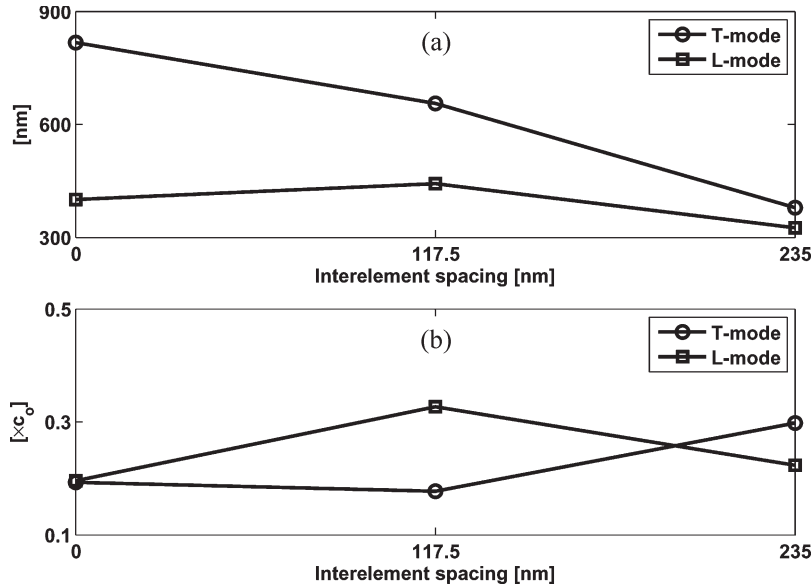 900
600
300
[nm]
(a)
T-mode
L-mode
0
117.5
235
Interelement spacing [nm]
0.5
0.3
0.1
[×c_o]
(b)
T-mode
L-mode
0
117.5
235
Interelement spacing [nm]